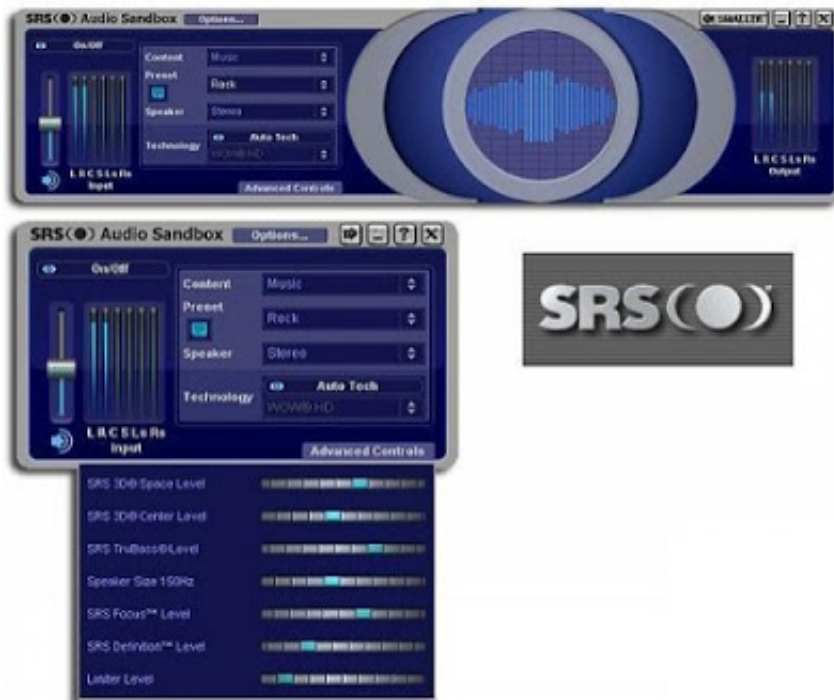 SRS(●) Audio Sandbox Options...
SMALLER
On/Off
Content Music
Preset Rock
Speaker Stereo
Technology Auto Tech
WOW® HD
L R C S Ls Rs
Input
Advanced Controls
L R C S Ls Rs
Output
SRS(●) Audio Sandbox Options...
On/Off
Content Music
Preset Rock
Speaker Stereo
Technology Auto Tech
WOW® HD
L R C S Ls Rs
Input
Advanced Controls
SRS(●)
SRS 3D® Space Level
SRS 3D® Center Level
SRS TruBass® Level
Speaker Size 150Hz
SRS Focus™ Level
SRS Definition™ Level
Limiter Level